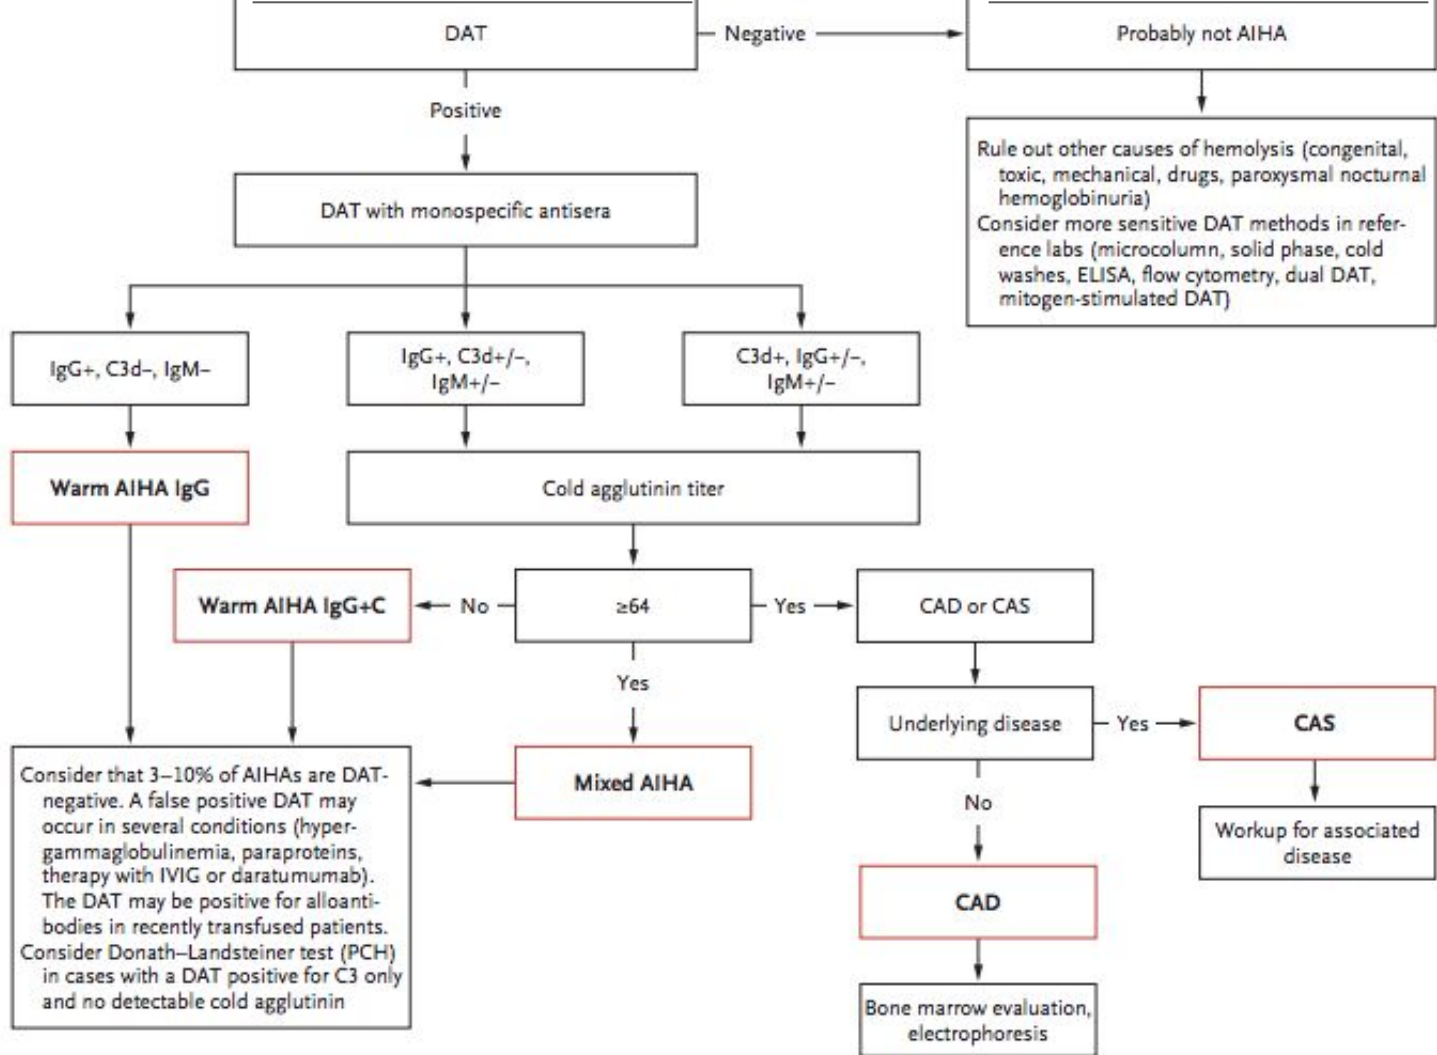 DAT
Negative
Probably not AIHA
Positive
Rule out other causes of hemolysis (congenital,
toxic, mechanical, drugs, paroxysmal nocturnal
hemoglobinuria)
Consider more sensitive DAT methods in refer-
ence labs (microcolumn, solid phase, cold
washes, ELISA, flow cytometry, dual DAT,
mitogen-stimulated DAT)
DAT with monospecific antisera
IgG+, C3d–, IgM–
IgG+, C3d+/–,
IgM+/–
C3d+, IgG+/–,
IgM+/–
Warm AIHA IgG
Cold agglutinin titer
Warm AIHA IgG+C
No
≥64
Yes
CAD or CAS
Yes
Underlying disease
Yes
CAS
Consider that 3–10% of AIHAs are DAT-
negative. A false positive DAT may
occur in several conditions (hyper-
gammaglobulinemia, paraproteins,
therapy with IVIG or daratumumab).
The DAT may be positive for alloanti-
bodies in recently transfused patients.
Consider Donath–Landsteiner test (PCH)
in cases with a DAT positive for C3 only
and no detectable cold agglutinin
Mixed AIHA
No
Workup for associated
disease
CAD
Bone marrow evaluation,
electrophoresis